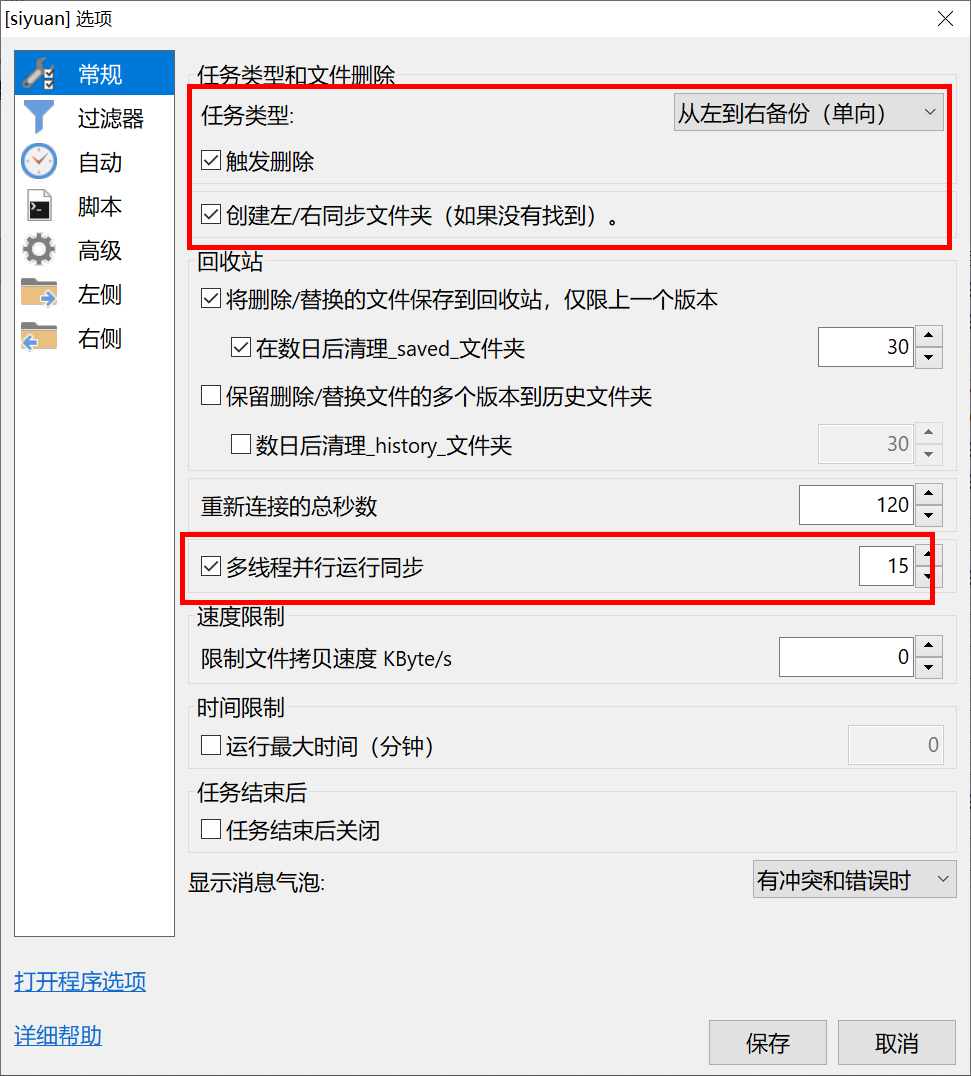 [siyuan] 选项
常规
过滤器
自动
脚本
高级
左侧
右侧
任务类型和文件删除
任务类型:
从左到右备份（单向）
触发删除
创建左/右同步文件夹（如果没有找到）。
回收站
将删除/替换的文件保存到回收站，仅限上一个版本
在数日后清理_saved_文件夹
30
保留删除/替换文件的多个版本到历史文件夹
数日后清理_history_文件夹
30
重新连接的总秒数
120
多线程并行运行同步
15
速度限制
限制文件拷贝速度 KByte/s
0
时间限制
运行最大时间（分钟）
0
任务结束后
任务结束后关闭
显示消息气泡:
有冲突和错误时
打开程序选项
详细帮助
保存
取消